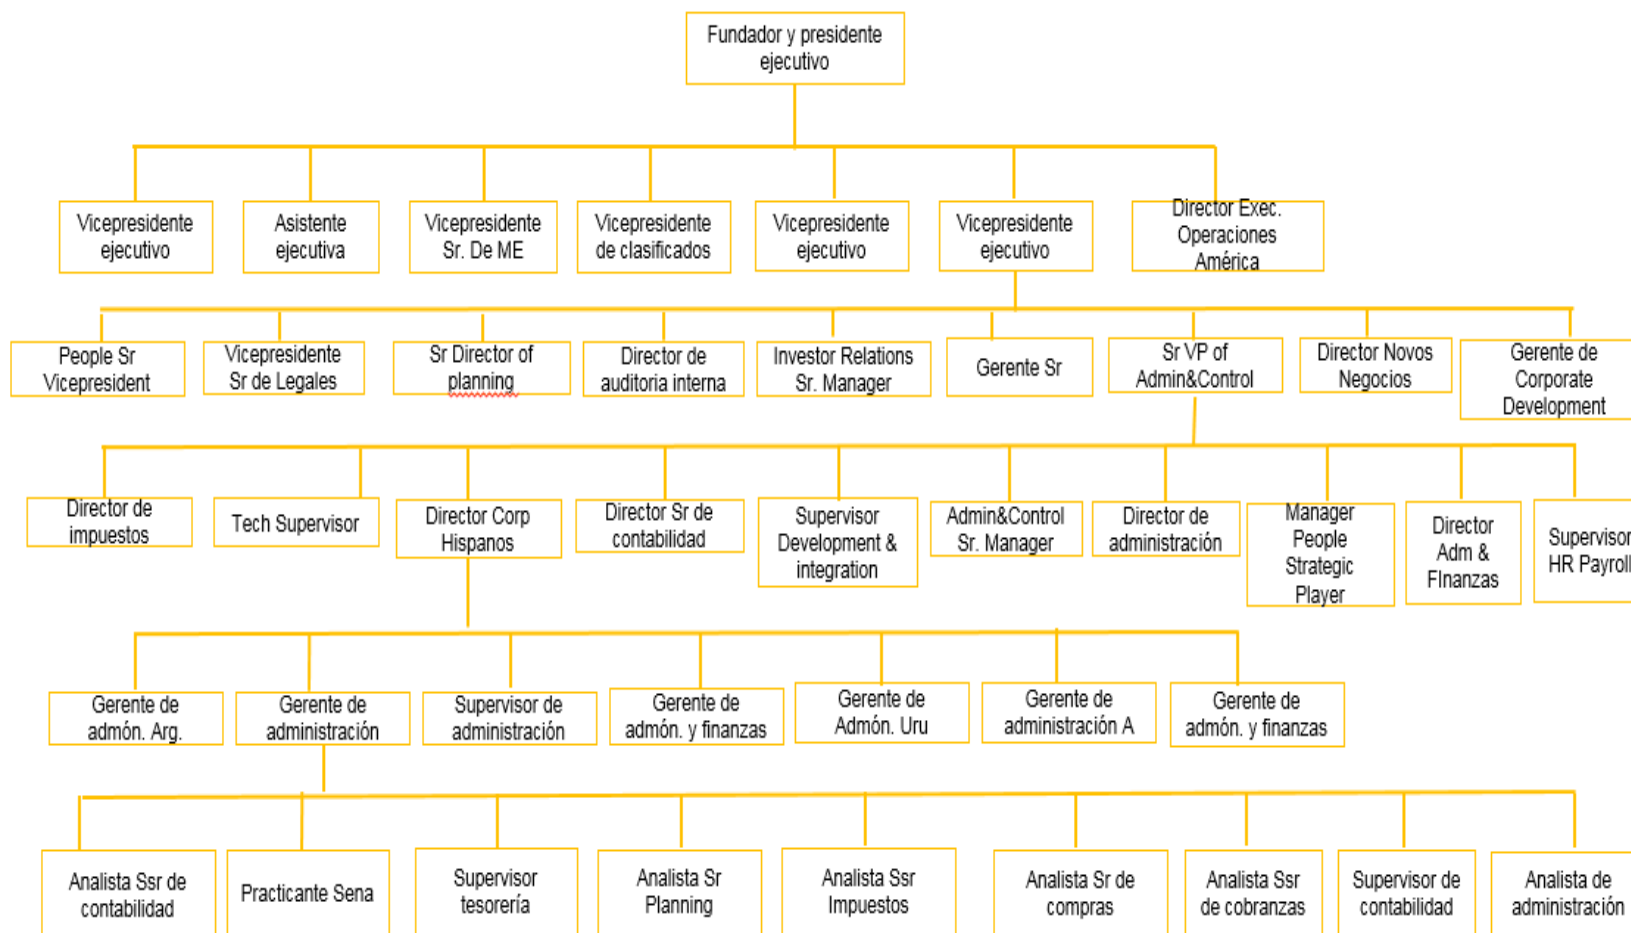 Fundador y presidente
ejecutivo
Vicepresidente
ejecutivo
Asistente
ejecutiva
Vicepresidente
Sr. De ME
Vicepresidente
de clasificados
Vicepresidente
ejecutivo
Vicepresidente
ejecutivo
Director Exec.
Operaciones
América
People Sr
Vicepresident
Vicepresidente
Sr de Legales
Sr Director of
planning
Director de
auditoria interna
Investor Relations
Sr. Manager
Gerente Sr
Sr VP of
Admin&Control
Director Novos
Negocios
Gerente de
Corporate
Development
Director de
impuestos
Tech Supervisor
Director Corp
Hispanos
Director Sr de
contabilidad
Supervisor
Development &
integration
Admin&Control
Sr. Manager
Director de
administración
Manager
People
Strategic
Player
Director
Adm &
FInanzas
Supervisor
HR Payroll
Gerente de
admón. Arg.
Gerente de
administración
Supervisor de
administración
Gerente de
admón. y finanzas
Gerente de
Admón. Uru
Gerente de
administración A
Gerente de
admón. y finanzas
Analista Ssr de
contabilidad
Practicante Sena
Supervisor
tesorería
Analista Sr
Planning
Analista Ssr
Impuestos
Analista Sr de
compras
Analista Ssr
de cobranzas
Supervisor de
contabilidad
Analista de
administración